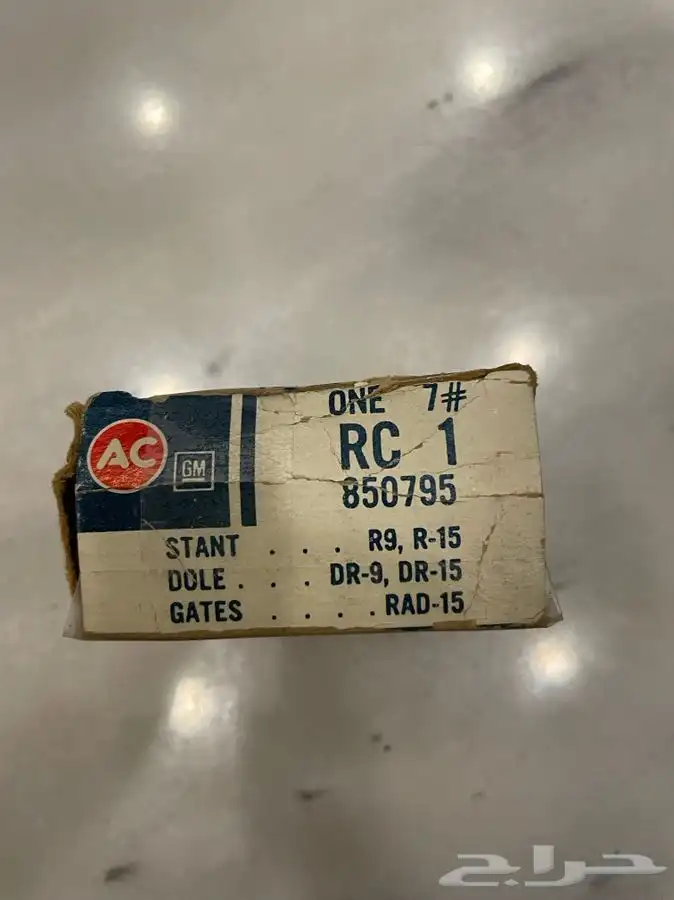 ONE 7#
RC 1
850795
AC
GM
STANT . . . R9, R-15
DOLE . . . DR-9, DR-15
GATES . . . . RAD-15
حراج